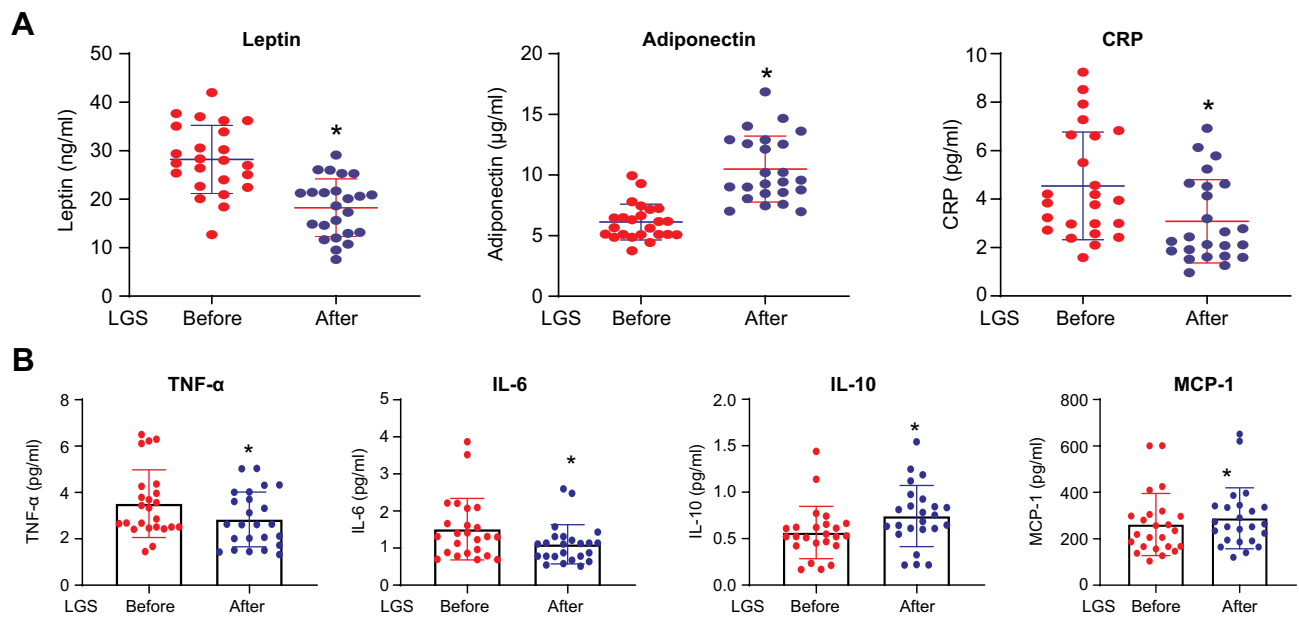 A
Leptin
Leptin (ng/ml)
50
40
30
20
10
0
*
LGS Before After
Adiponectin
Adiponectin (µg/ml)
20
15
10
5
0
*
LGS Before After
CRP
CRP (pg/ml)
10
8
6
4
2
0
*
LGS Before After
B
TNF-α
TNF-α (pg/ml)
8
6
4
2
0
*
LGS Before After
IL-6
IL-6 (pg/ml)
5
4
3
2
1
0
*
LGS Before After
IL-10
IL-10 (pg/ml)
2.0
1.5
1.0
0.5
0.0
*
LGS Before After
MCP-1
MCP-1 (pg/ml)
800
600
400
200
0
*
LGS Before After